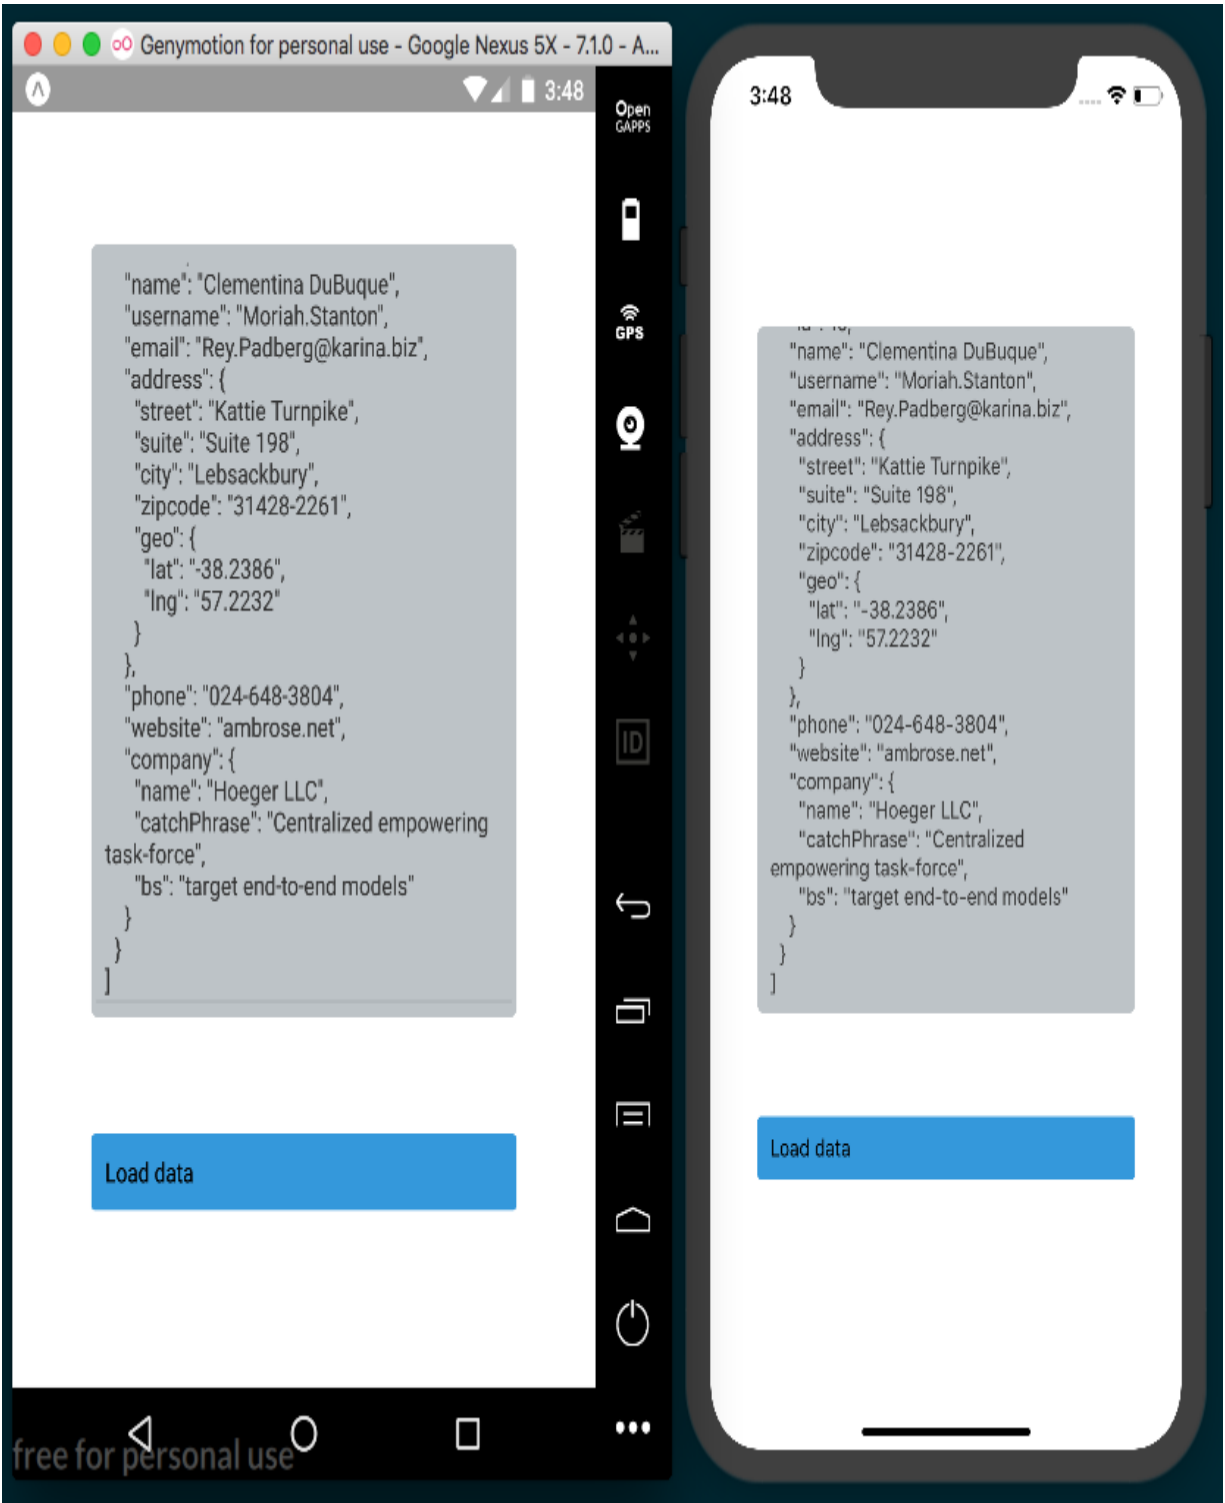 Genymotion for personal use - Google Nexus 5X - 7.1.0 - A...
3:48
Open
GAPPS
GPS
ID
"name": "Clementina DuBuque",
"username": "Moriah.Stanton",
"email": "Rey.Padberg@karina.biz",
"address": {
"street": "Kattie Turnpike",
"suite": "Suite 198",
"city": "Lebsackbury",
"zipcode": "31428-2261",
"geo": {
"lat": "-38.2386",
"lng": "57.2232"
}
},
"phone": "024-648-3804",
"website": "ambrose.net",
"company": {
"name": "Hoeger LLC",
"catchPhrase": "Centralized empowering
task-force",
"bs": "target end-to-end models"
}
}
]
Load data
free for personal use
3:48
"name": "Clementina DuBuque",
"username": "Moriah.Stanton",
"email": "Rey.Padberg@karina.biz",
"address": {
"street": "Kattie Turnpike",
"suite": "Suite 198",
"city": "Lebsackbury",
"zipcode": "31428-2261",
"geo": {
"lat": "-38.2386",
"lng": "57.2232"
}
},
"phone": "024-648-3804",
"website": "ambrose.net",
"company": {
"name": "Hoeger LLC",
"catchPhrase": "Centralized
empowering task-force",
"bs": "target end-to-end models"
}
}
]
Load data